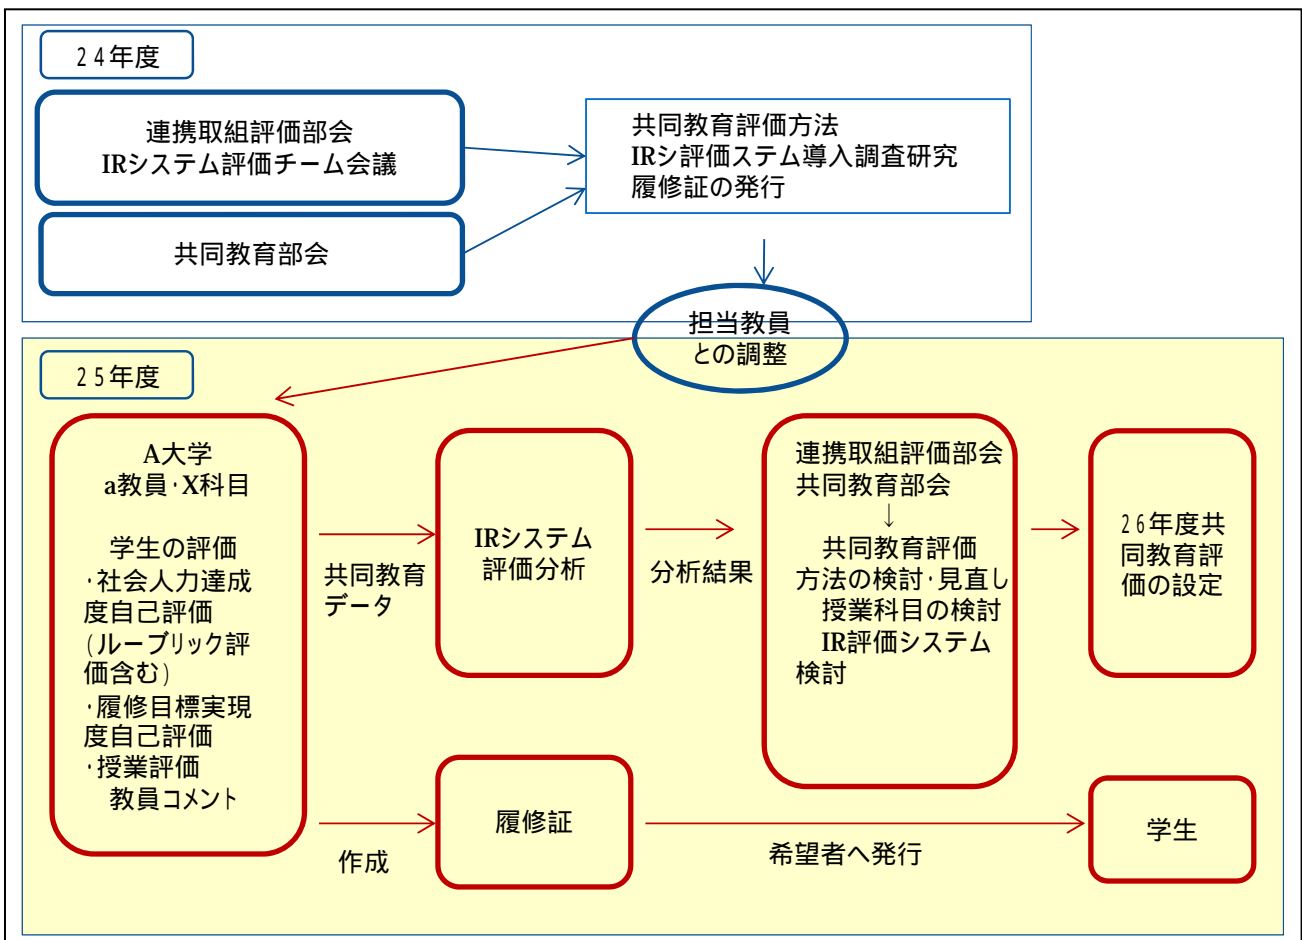 24年度
連携取組評価部会
IRシステム評価チーム会議
共同教育部会
共同教育評価方法
IRシ評価ステム導入調査研究
履修証の発行
担当教員
との調整
25年度
A大学
a教員・X科目
学生の評価
・社会人力達成
度自己評価
(ルーブリック評
価含む)
・履修目標実現
度自己評価
・授業評価
教員コメント
共同教育
データ
IRシステム
評価分析
分析結果
連携取組評価部会
共同教育部会
↓
共同教育評価
方法の検討・見直し
授業科目の検討
IR評価システム
検討
26年度共
同教育評
価の設定
作成
履修証
希望者へ発行
学生